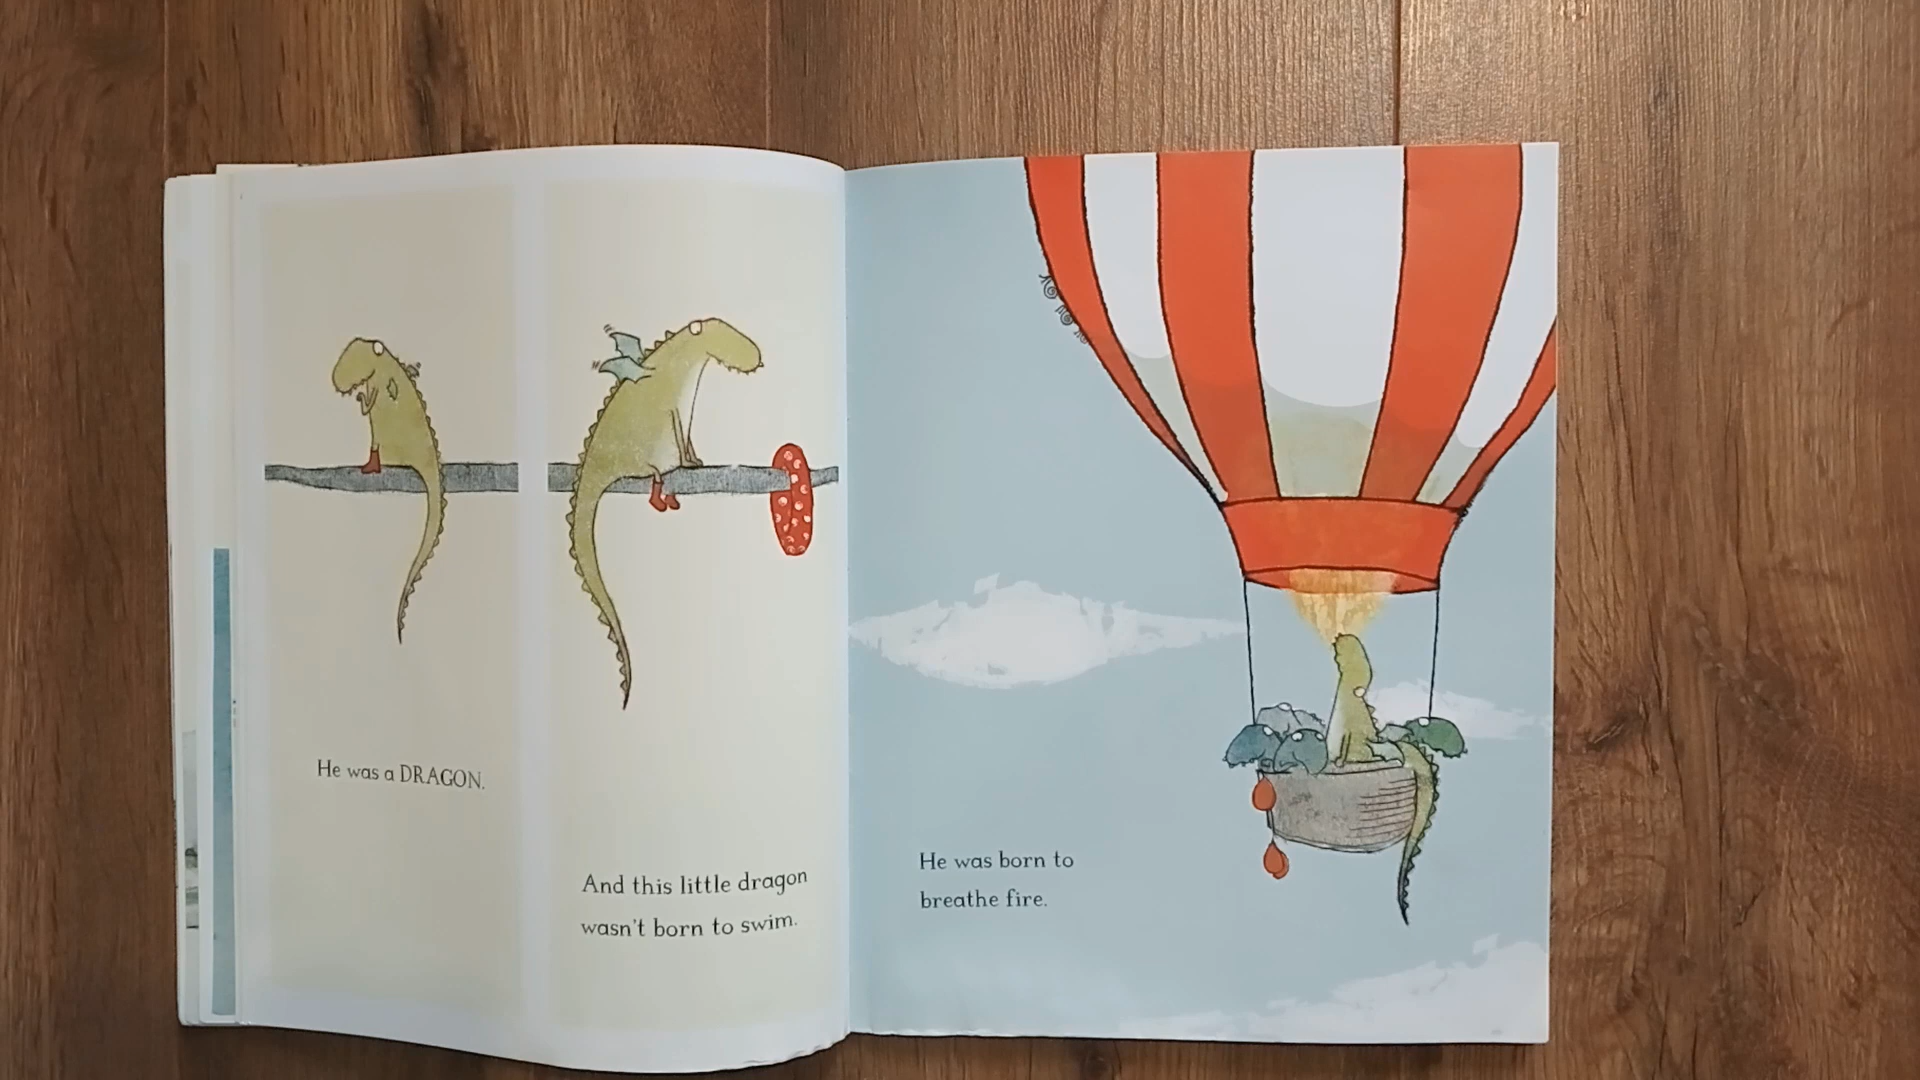 He was a DRAGON.
And this little dragon
wasn't born to swim.
He was born to
breathe fire.